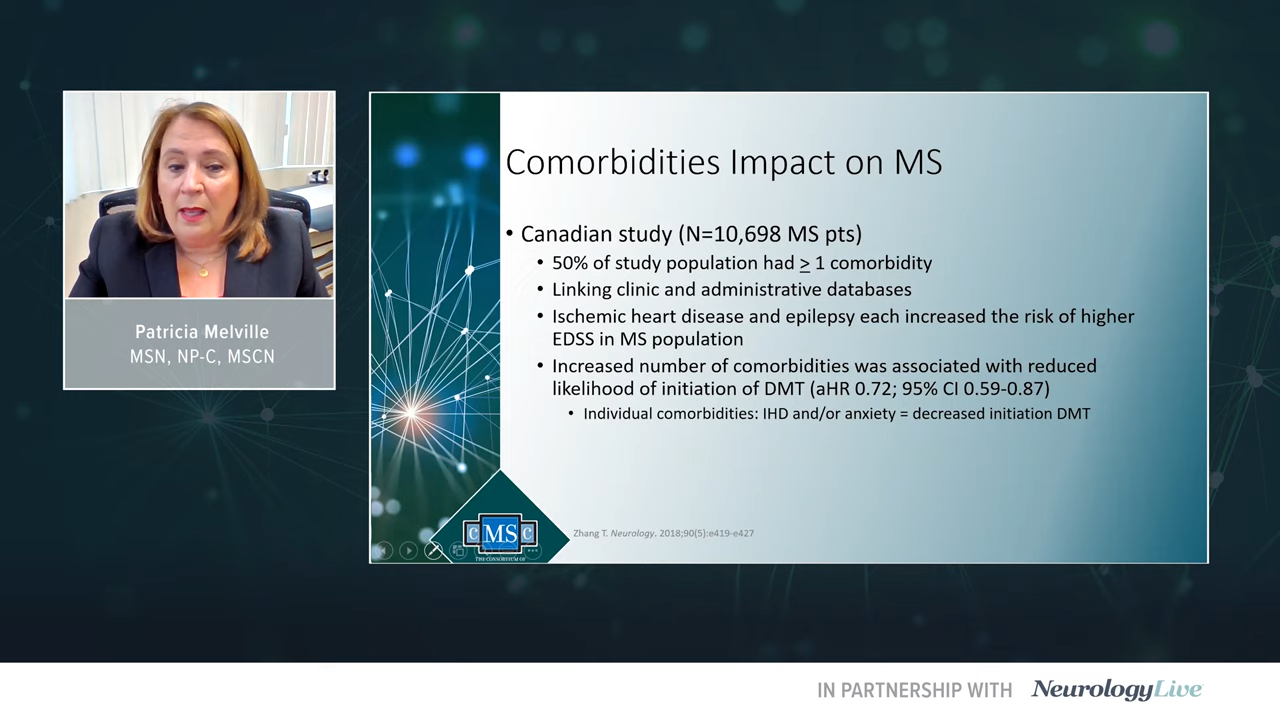 Patricia Melville
MSN, NP-C, MSCN
Comorbidities Impact on MS
• Canadian study (N=10,698 MS pts)
• 50% of study population had ≥ 1 comorbidity
• Linking clinic and administrative databases
• Ischemic heart disease and epilepsy each increased the risk of higher
EDSS in MS population
• Increased number of comorbidities was associated with reduced
likelihood of initiation of DMT (aHR 0.72; 95% CI 0.59-0.87)
• Individual comorbidities: IHD and/or anxiety = decreased initiation DMT
CMSC
THE CONSORTIUM OF
Zhang T. Neurology. 2018;90(5):e419-e427
IN PARTNERSHIP WITH NeurologyLive